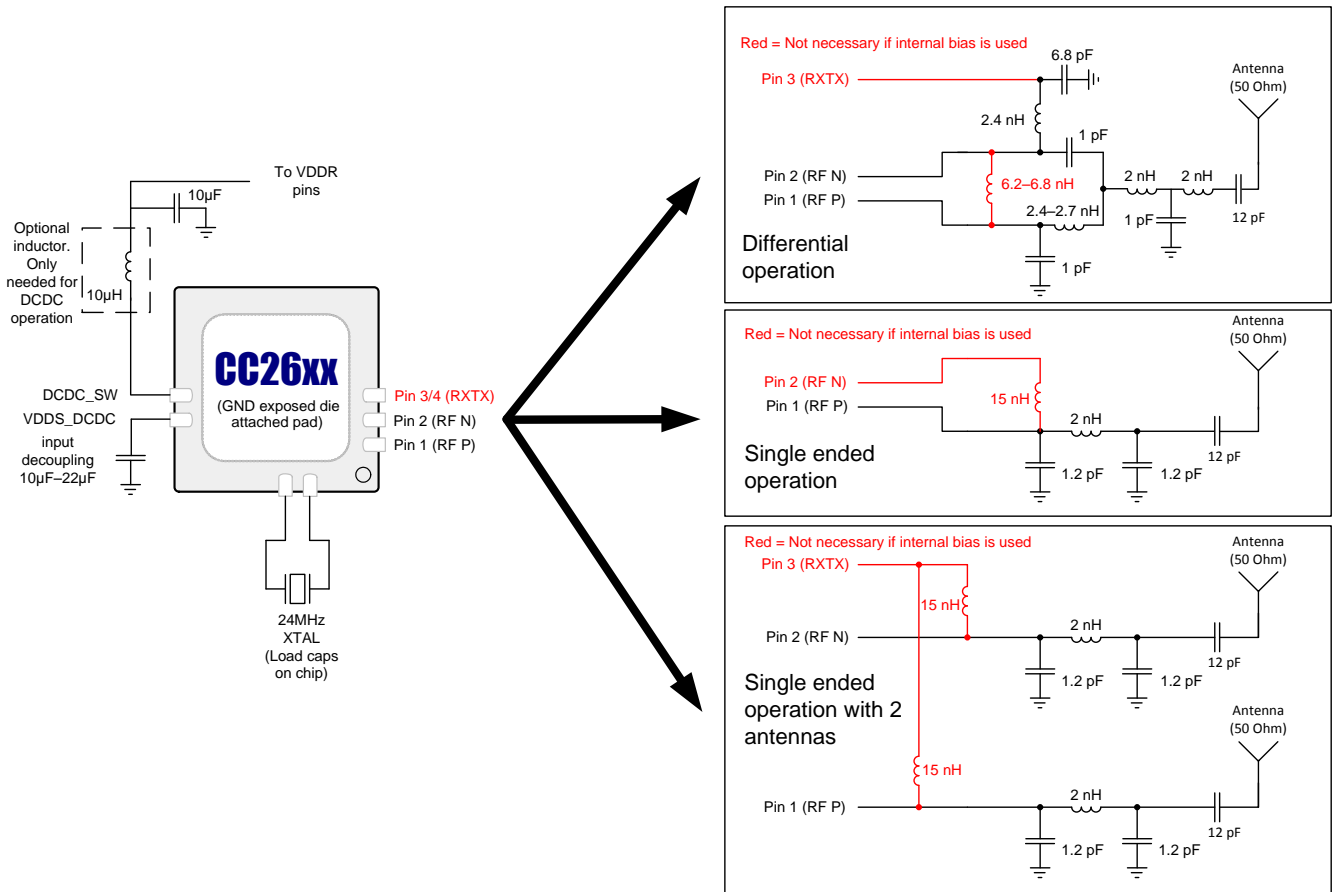 To VDDR
pins
10µF
Optional
inductor.
Only
needed for
DCDC
operation
10µH
CC26xx
(GND exposed die
attached pad)
DCDC_SW
VDDS_DCDC
input
decoupling
10µF–22µF
Pin 3/4 (RXTX)
Pin 2 (RF N)
Pin 1 (RF P)
24MHz
XTAL
(Load caps
on chip)
Red = Not necessary if internal bias is used
Pin 3 (RXTX)
6.8 pF
Antenna
(50 Ohm)
2.4 nH
1 pF
Pin 2 (RF N)
Pin 1 (RF P)
6.2–6.8 nH
2 nH
2 nH
2.4–2.7 nH
1 pF
12 pF
1 pF
Differential
operation
Red = Not necessary if internal bias is used
Antenna
(50 Ohm)
Pin 2 (RF N)
Pin 1 (RF P)
15 nH
2 nH
12 pF
1.2 pF
1.2 pF
Single ended
operation
Red = Not necessary if internal bias is used
Pin 3 (RXTX)
Antenna
(50 Ohm)
15 nH
Pin 2 (RF N)
2 nH
12 pF
1.2 pF
1.2 pF
Single ended
operation with 2
antennas
Antenna
(50 Ohm)
15 nH
Pin 1 (RF P)
2 nH
12 pF
1.2 pF
1.2 pF